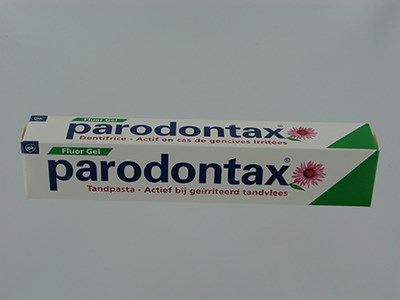 Fluor Gel
parodontax®
Dentifrice - Actif en cas de gencives irritées
Fluor Gel
parodontax®
Tandpasta - Actief bij geïrriteerd tandvlees